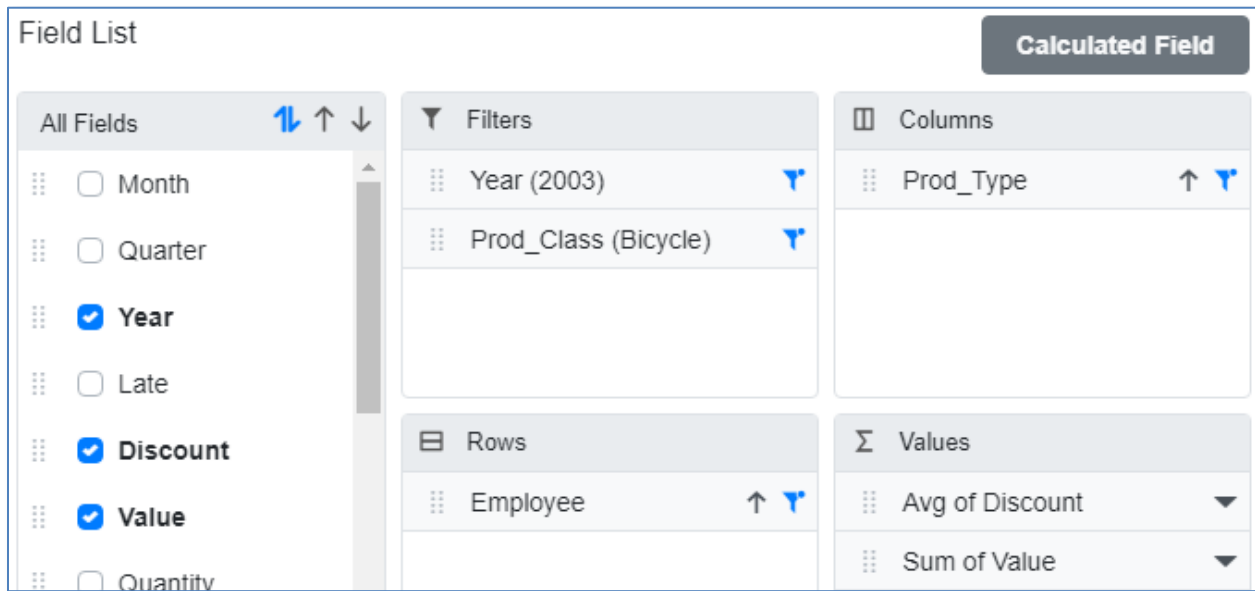 Field List
Calculated Field
All Fields
Month
Quarter
Year
Late
Discount
Value
Quantity
Filters
Year (2003)
Prod_Class (Bicycle)
Columns
Prod_Type
Rows
Employee
Values
Avg of Discount
Sum of Value